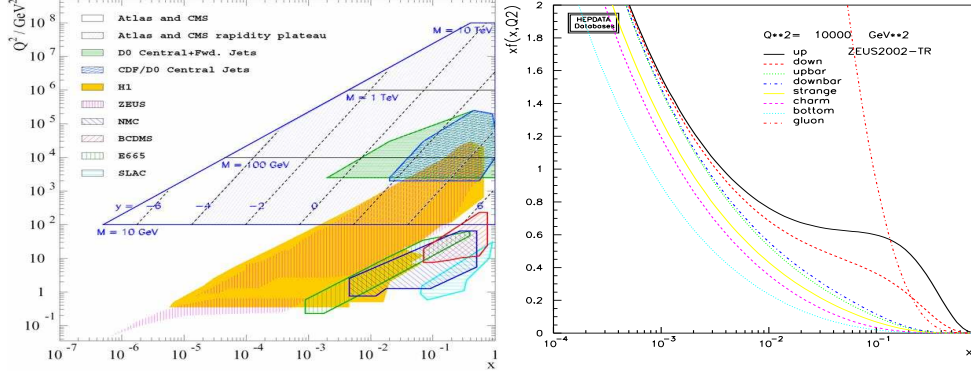 Q² / GeV²
10⁸
10⁷
10⁶
10⁵
10⁴
10³
10²
10
1
10⁻¹
Atlas and CMS
Atlas and CMS rapidity plateau
D0 Central+Fwd. Jets
CDF/D0 Central Jets
H1
ZEUS
NMC
BCDMS
E665
SLAC
M = 10 TeV
M = 1 TeV
M = 100 GeV
y = -6 -4 -2 0 6
M = 10 GeV
10⁻⁷ 10⁻⁶ 10⁻⁵ 10⁻⁴ 10⁻³ 10⁻² 10⁻¹ 1
x
xf(x,Q2)
2
1.8
1.6
1.4
1.2
1
0.8
0.6
0.4
0.2
0
HEPDATA
Databases
Q**2= 10000 GeV**2
up ZEUS2002-TR
down
upbar
downbar
strange
charm
bottom
gluon
10⁻⁴ 10⁻³ 10⁻² 10⁻¹ x